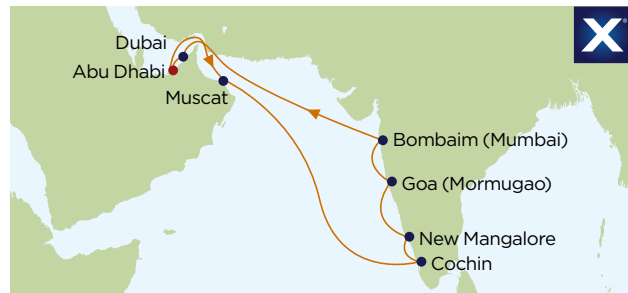 Dubai
Abu Dhabi
Muscat
Bombaim (Mumbai)
Goa (Mormugao)
New Mangalore
Cochin
X®